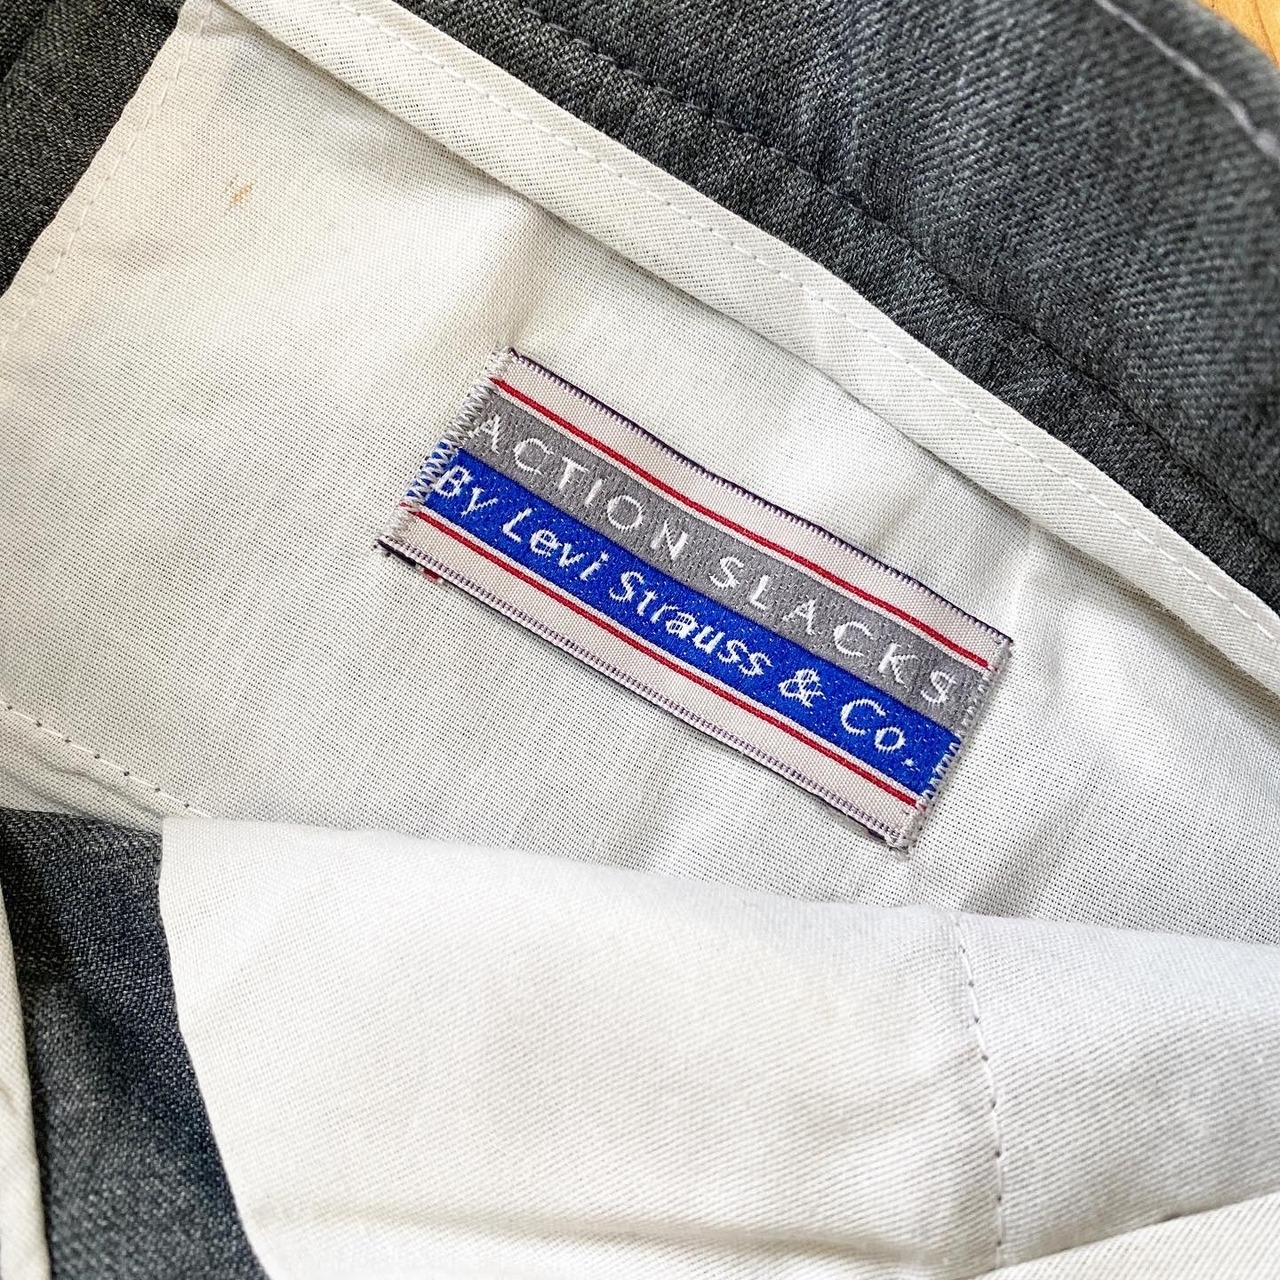 ACTION SLACKS
By Levi Strauss & Co.